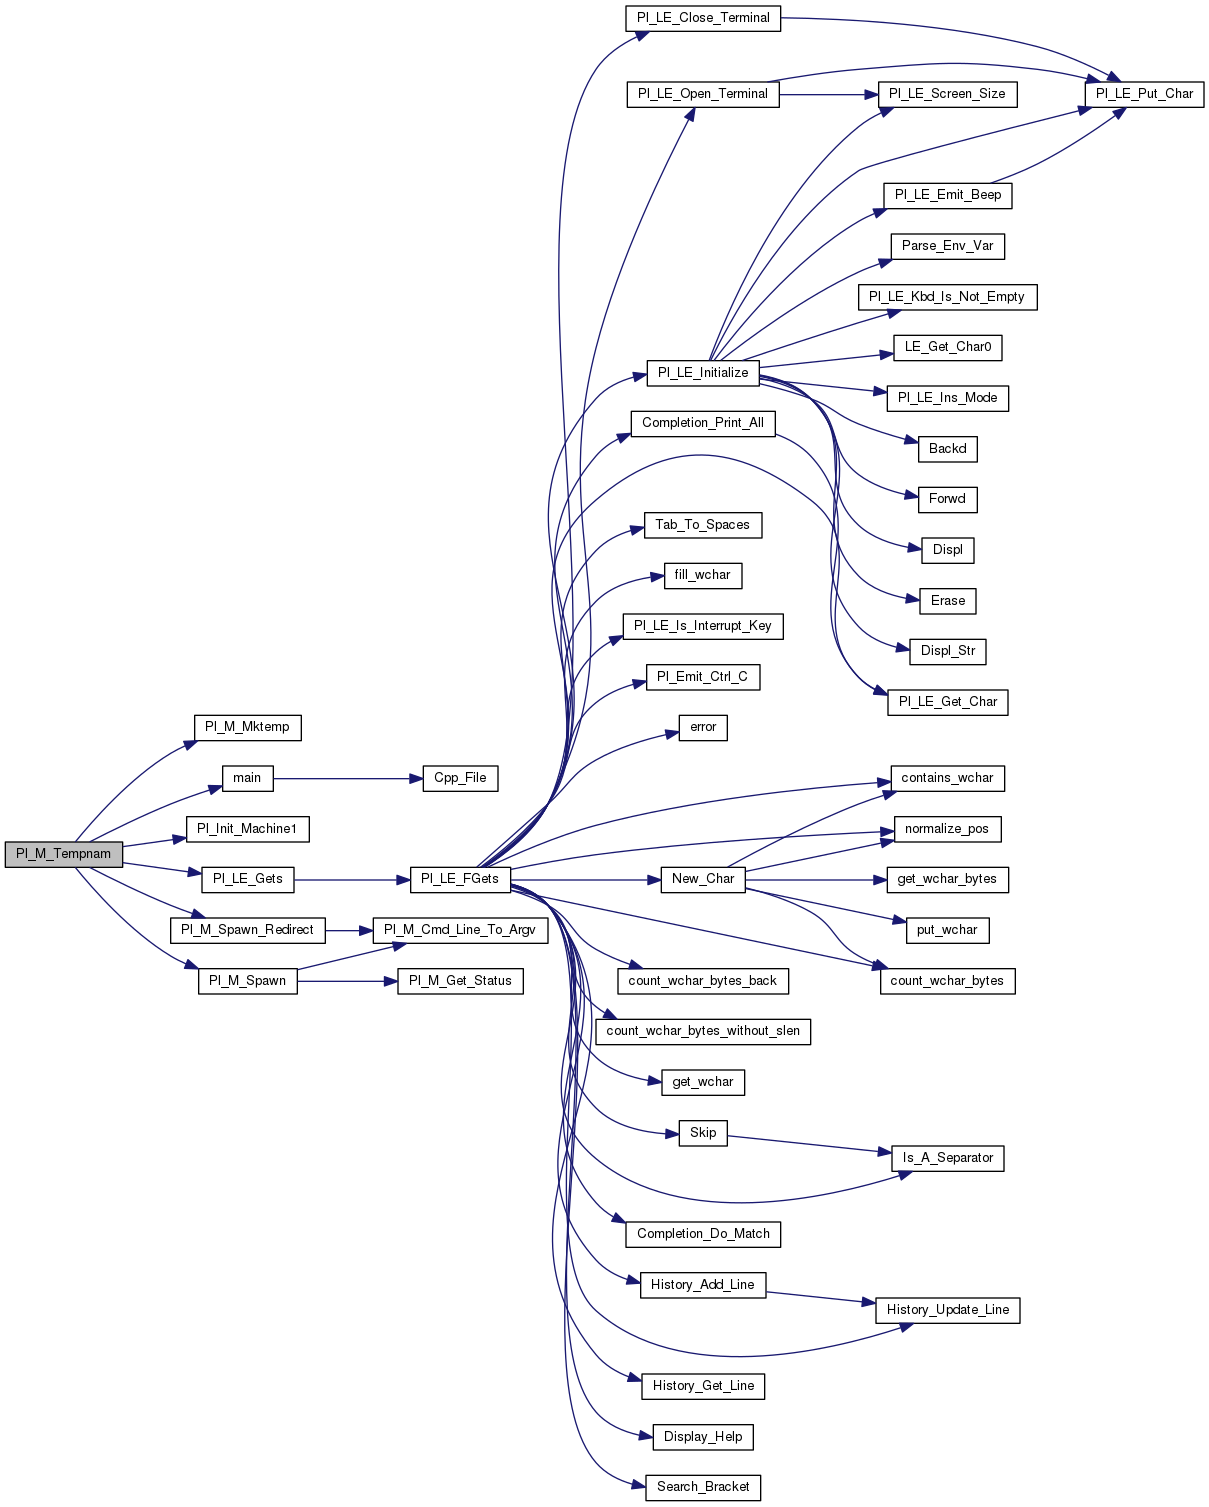 Pl_LE_Close_Terminal
Pl_LE_Open_Terminal
Pl_LE_Screen_Size
Pl_LE_Put_Char
Pl_LE_Emit_Beep
Parse_Env_Var
Pl_LE_Kbd_Is_Not_Empty
LE_Get_Char0
Pl_LE_Initialize
Pl_LE_Ins_Mode
Completion_Print_All
Backd
Forwd
Tab_To_Spaces
Displ
fill_wchar
Erase
Pl_LE_Is_Interrupt_Key
Displ_Str
Pl_Emit_Ctrl_C
Pl_LE_Get_Char
Pl_M_Mktemp
error
main
Cpp_File
contains_wchar
Pl_Init_Machine1
normalize_pos
Pl_M_Tempnam
Pl_LE_Gets
Pl_LE_FGets
New_Char
get_wchar_bytes
Pl_M_Spawn_Redirect
Pl_M_Cmd_Line_To_Argv
put_wchar
Pl_M_Spawn
Pl_M_Get_Status
count_wchar_bytes_back
count_wchar_bytes
count_wchar_bytes_without_slen
get_wchar
Skip
Is_A_Separator
Completion_Do_Match
History_Add_Line
History_Update_Line
History_Get_Line
Display_Help
Search_Bracket